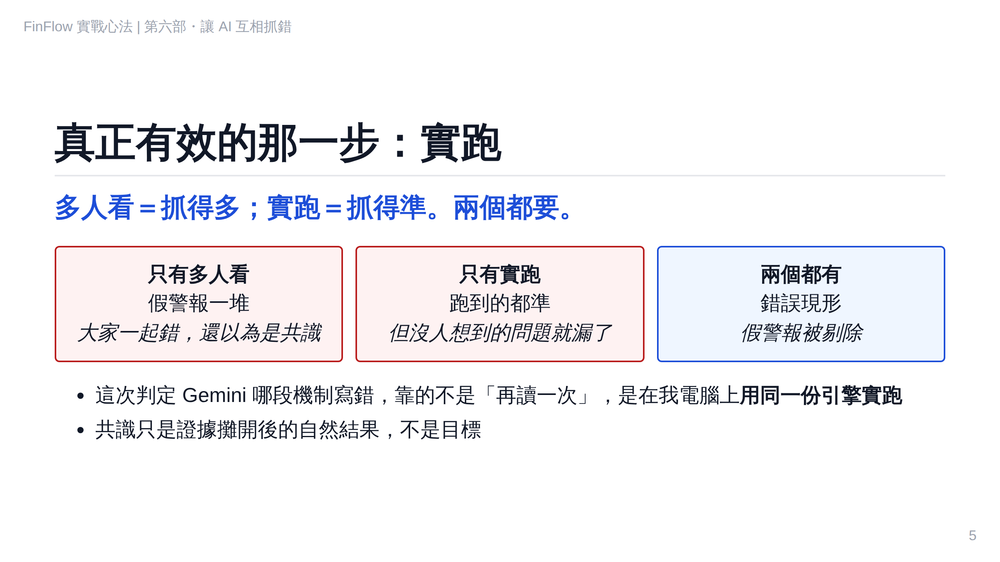 FinFlow 實戰心法 | 第六部・讓 AI 互相抓錯
真正有效的那一步：實跑
多人看＝抓得多；實跑＝抓得準。兩個都要。
只有多人看
假警報一堆
大家一起錯，還以為是共識
只有實跑
跑到的都準
但沒人想到的問題就漏了
兩個都有
錯誤現形
假警報被剔除
• 這次判定 Gemini 哪段機制寫錯，靠的不是「再讀一次」，是在我電腦上用同一份引擎實跑
• 共識只是證據攤開後的自然結果，不是目標
5